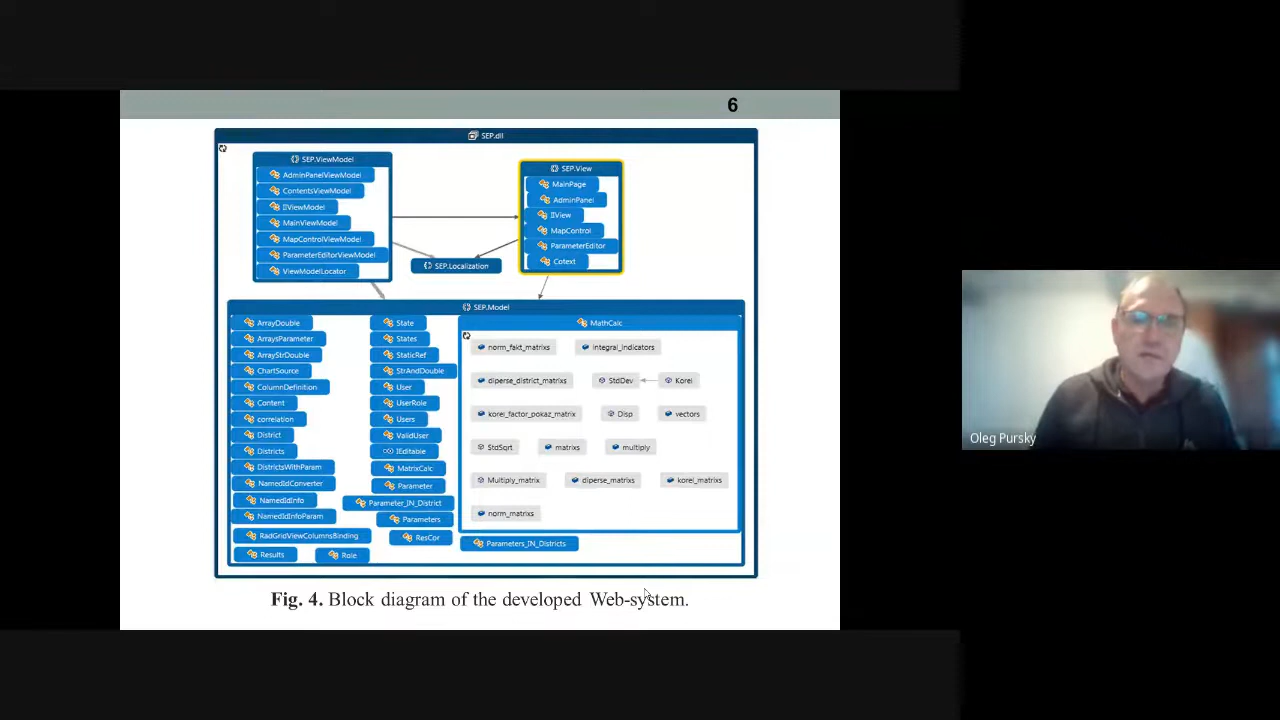 6
SEP.dll
SEP.ViewModel
AdminPanelViewModel
ContentsViewModel
IIViewModel
MainViewModel
MapControlViewModel
ParameterEditorViewModel
ViewModelLocator
SEP.View
MainPage
AdminPanel
IIView
MapControl
ParameterEditor
Cotext
SEP.Localization
SEP.Model
ArrayDouble
ArraysParameter
ArrayStrDouble
ChartSource
ColumnDefinition
Content
correlation
District
Districts
DistrictsWithParam
NamedIdConverter
NamedIdInfo
NamedIdInfoParam
RadGridViewColumnsBinding
Results
Role
State
States
StaticRef
StrAndDouble
User
UserRole
Users
ValidUser
IEditable
MatrixCalc
Parameter
Parameter_IN_District
Parameters
ResCor
MathCalc
norm_fakt_matrixs
integral_indicators
diperse_district_matrixs
StdDev
Korel
korel_factor_pokaz_matrix
Disp
vectors
StdSqrt
matrixs
multiply
Multiply_matrix
diperse_matrixs
korel_matrixs
norm_matrixs
Parameters_IN_Districts
Fig. 4. Block diagram of the developed Web-system.
Oleg Pursky